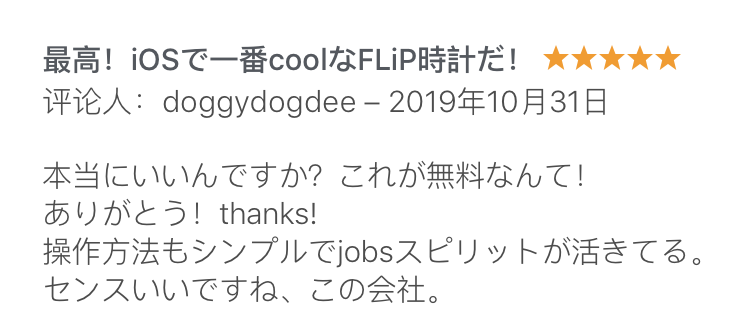 最高！iOSで一番coolなFLiP時計だ！ ★★★★★
评论人：doggydogdee – 2019年10月31日
本当にいいんですか？これが無料なんて！
ありがとう！thanks!
操作方法もシンプルでjobsスピリットが活きてる。
センスいいですね、この会社。